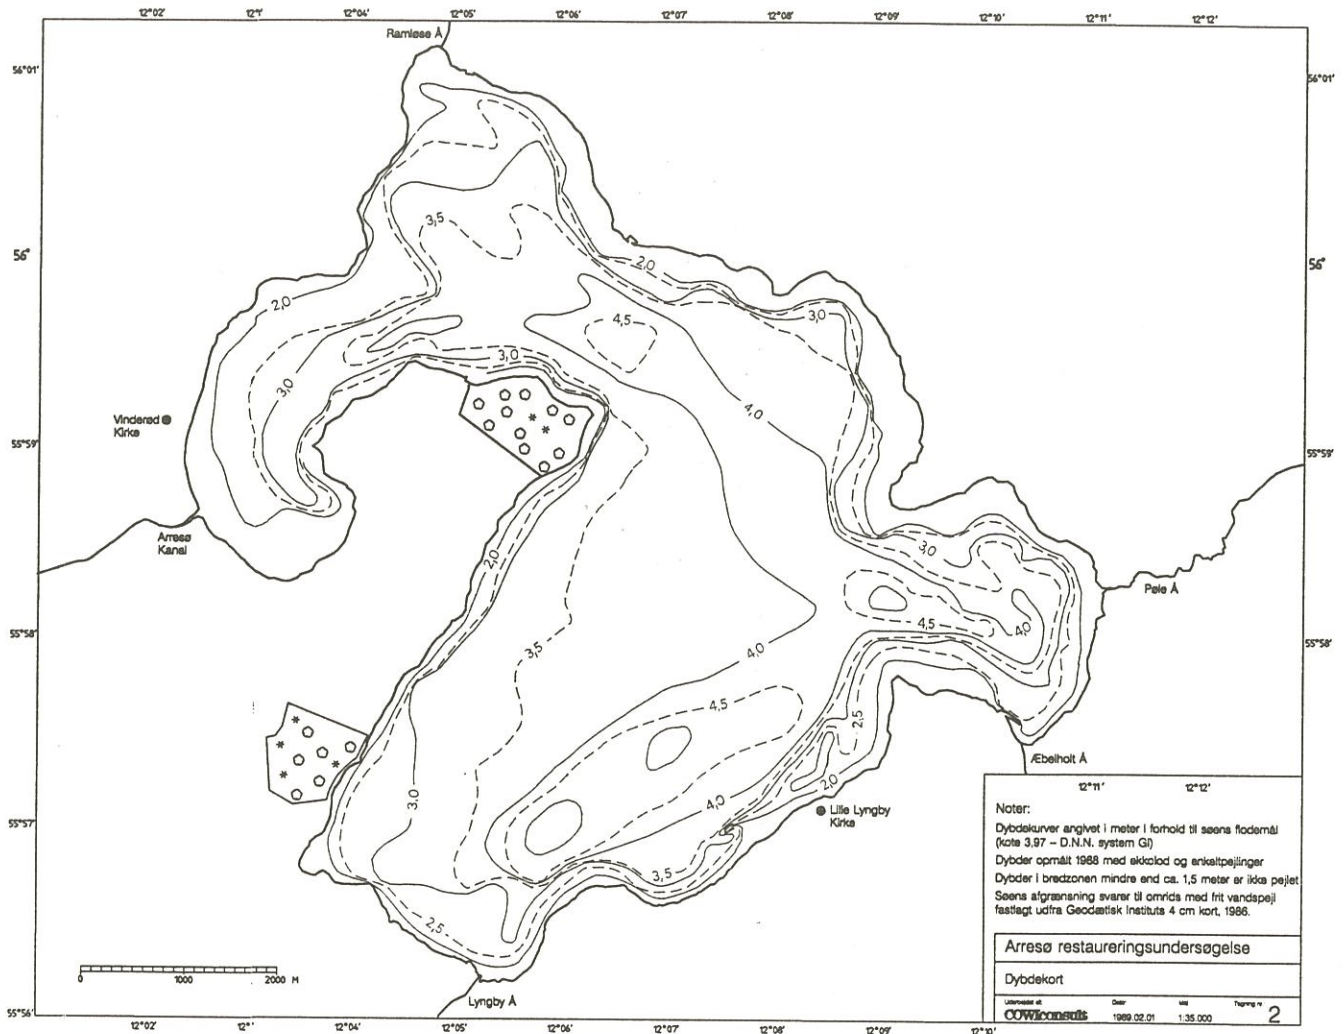 12°02' 12°1' 12°04' 12°05' 12°06' 12°07' 12°08' 12°09' 12°10' 12°11' 12°12'
Ramløse Å
56°01' 56°01'
3,5
56° 56°
2,0
2,0
4,5
3,0
3,0
3,0
4,0
Vinderød
Kirke
55°59' 55°59'
Arresø
Kanal
2,0
3,0
Pøle Å
4,5
4,0
55°58' 55°58'
3,5
4,0
4,5
2,5
Æbelholt Å
3,0
4,0
2,0
Lille Lyngby
Kirke
55°57'
3,5
2,5
0 1000 2000 M
Lyngby Å
55°56'
12°02' 12°' 12°04' 12°05' 12°06' 12°07' 12°08' 12°09' 12°10'
12°11' 12°12'
Noter:
Dybdekurver angivet i meter i forhold til søens flodemål
(kote 3,97 – D.N.N. system GI)
Dybder opmålt 1988 med ekkolod og enkeltpejlinger
Dybder i bredzonen mindre end ca. 1,5 meter er ikke pejlet
Søens afgrænsning svarer til omrids med frit vandspejl
fastlagt udfra Geodætisk Instituts 4 cm kort, 1986.
Arresø restaureringsundersøgelse
Dybdekort
Udarbejdet af Dato Mål Tegning nr
COWIconsult 1989.02.01 1:35.000 2